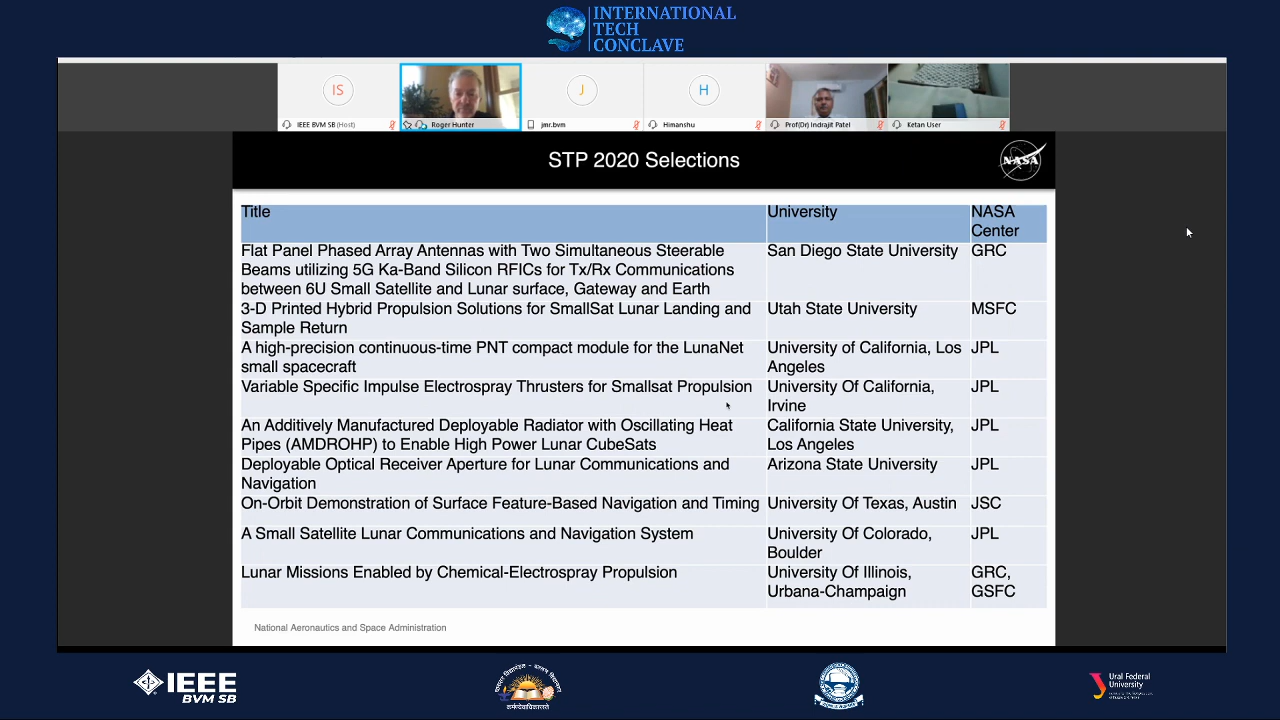 INTERNATIONAL
TECH
CONCLAVE
IS
J
H
IEEE BVM SB (Host)
Roger Hunter
jmr.bvm
Himanshu
Prof(Dr) Indrajit Patel
Ketan User
STP 2020 Selections
NASA
Title
University
NASA
Center
Flat Panel Phased Array Antennas with Two Simultaneous Steerable
Beams utilizing 5G Ka-Band Silicon RFICs for Tx/Rx Communications
between 6U Small Satellite and Lunar surface, Gateway and Earth
San Diego State University
GRC
3-D Printed Hybrid Propulsion Solutions for SmallSat Lunar Landing and
Sample Return
Utah State University
MSFC
A high-precision continuous-time PNT compact module for the LunaNet
small spacecraft
University of California, Los
Angeles
JPL
Variable Specific Impulse Electrospray Thrusters for Smallsat Propulsion
University Of California,
Irvine
JPL
An Additively Manufactured Deployable Radiator with Oscillating Heat
Pipes (AMDROHP) to Enable High Power Lunar CubeSats
California State University,
Los Angeles
JPL
Deployable Optical Receiver Aperture for Lunar Communications and
Navigation
Arizona State University
JPL
On-Orbit Demonstration of Surface Feature-Based Navigation and Timing
University Of Texas, Austin
JSC
A Small Satellite Lunar Communications and Navigation System
University Of Colorado,
Boulder
JPL
Lunar Missions Enabled by Chemical-Electrospray Propulsion
University Of Illinois,
Urbana-Champaign
GRC,
GSFC
National Aeronautics and Space Administration
IEEE
BVM SB
Ural Federal
University